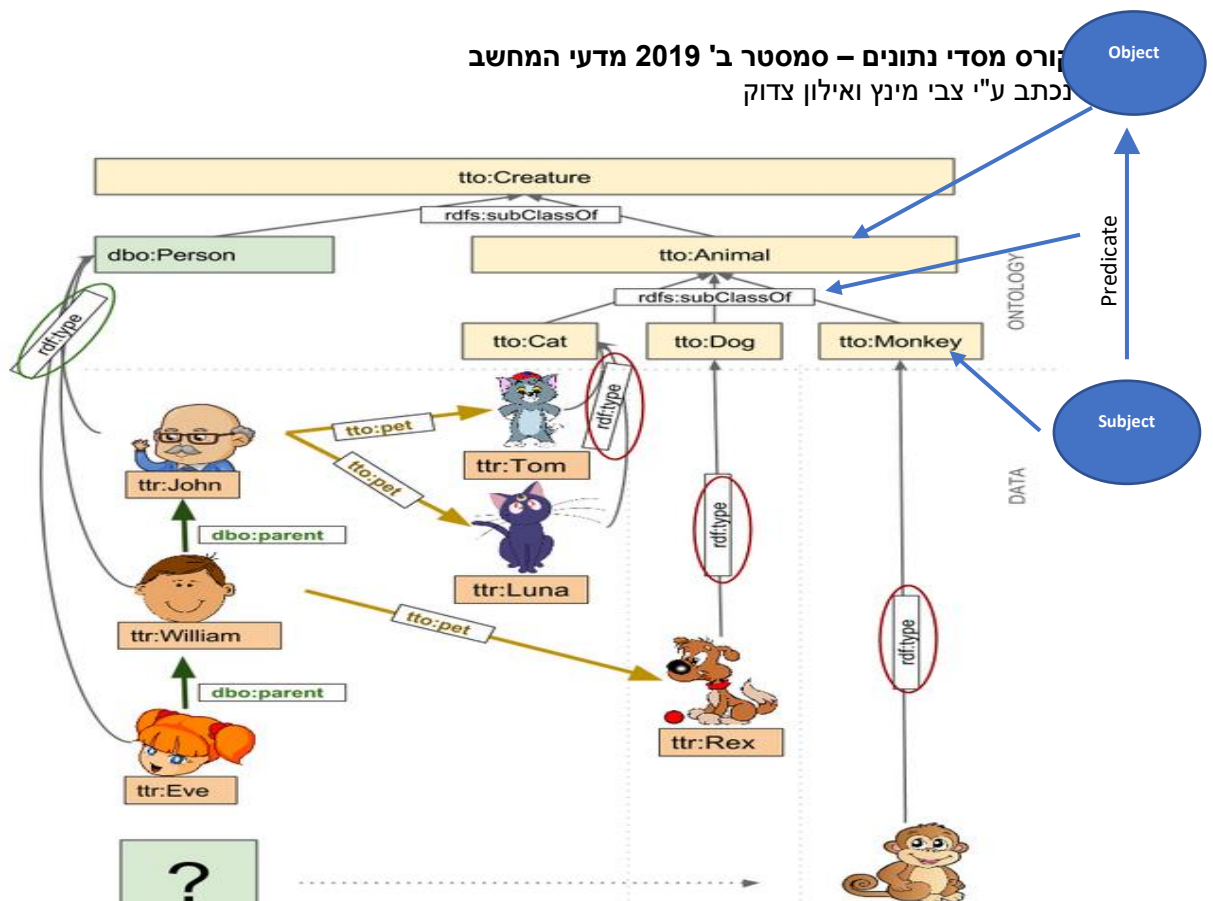 קורס מסדי נתונים – סמסטר ב' 2019 מדעי המחשב
נכתב ע"י צבי מינץ ואילון צדוק
Object
tto:Creature
rdfs:subClassOf
dbo:Person
tto:Animal
rdfs:subClassOf
Predicate
ONTOLOGY
rdf:type
tto:Cat
tto:Dog
tto:Monkey
rdf:type
Subject
tto:pet
ttr:Tom
tto:pet
ttr:John
DATA
rdf:type
dbo:parent
ttr:Luna
tto:pet
rdf:type
ttr:William
dbo:parent
ttr:Rex
ttr:Eve
?